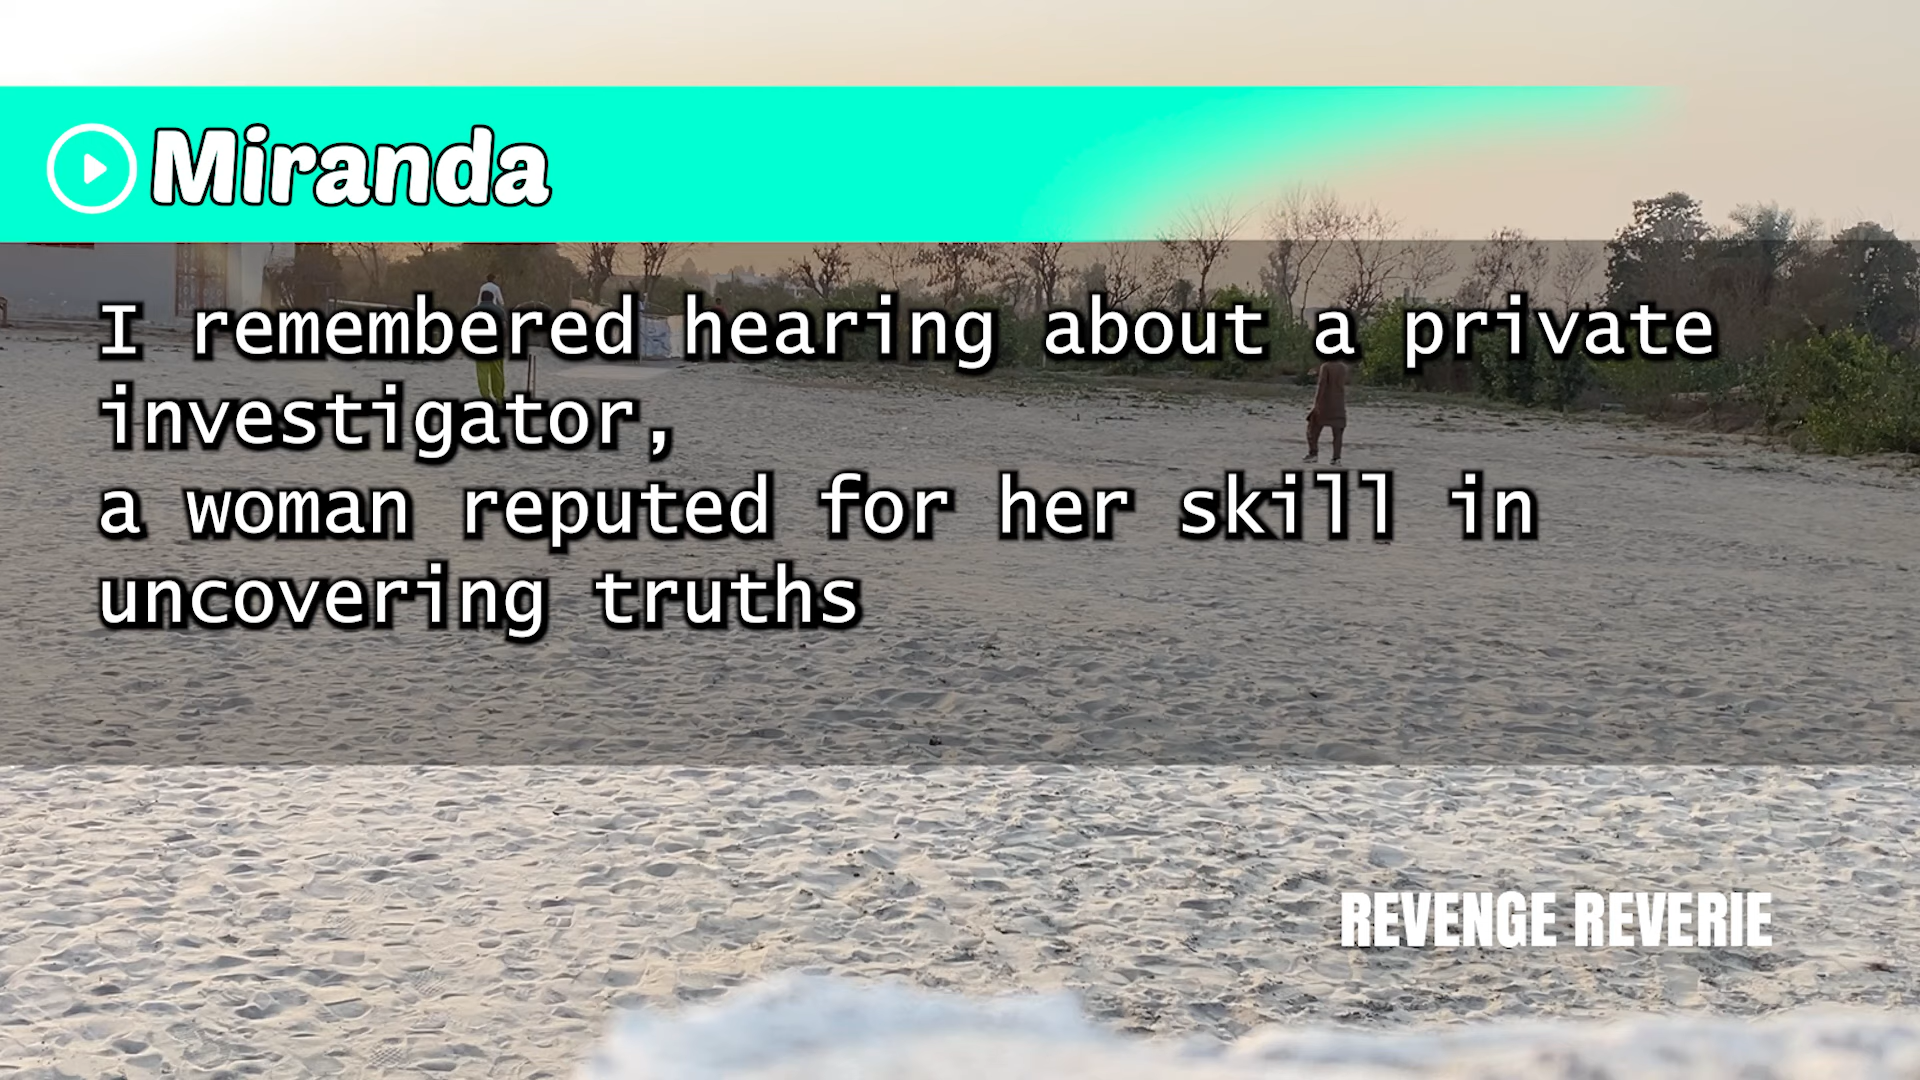 Miranda
I remembered hearing about a private
investigator,
a woman reputed for her skill in
uncovering truths
REVENGE REVERIE